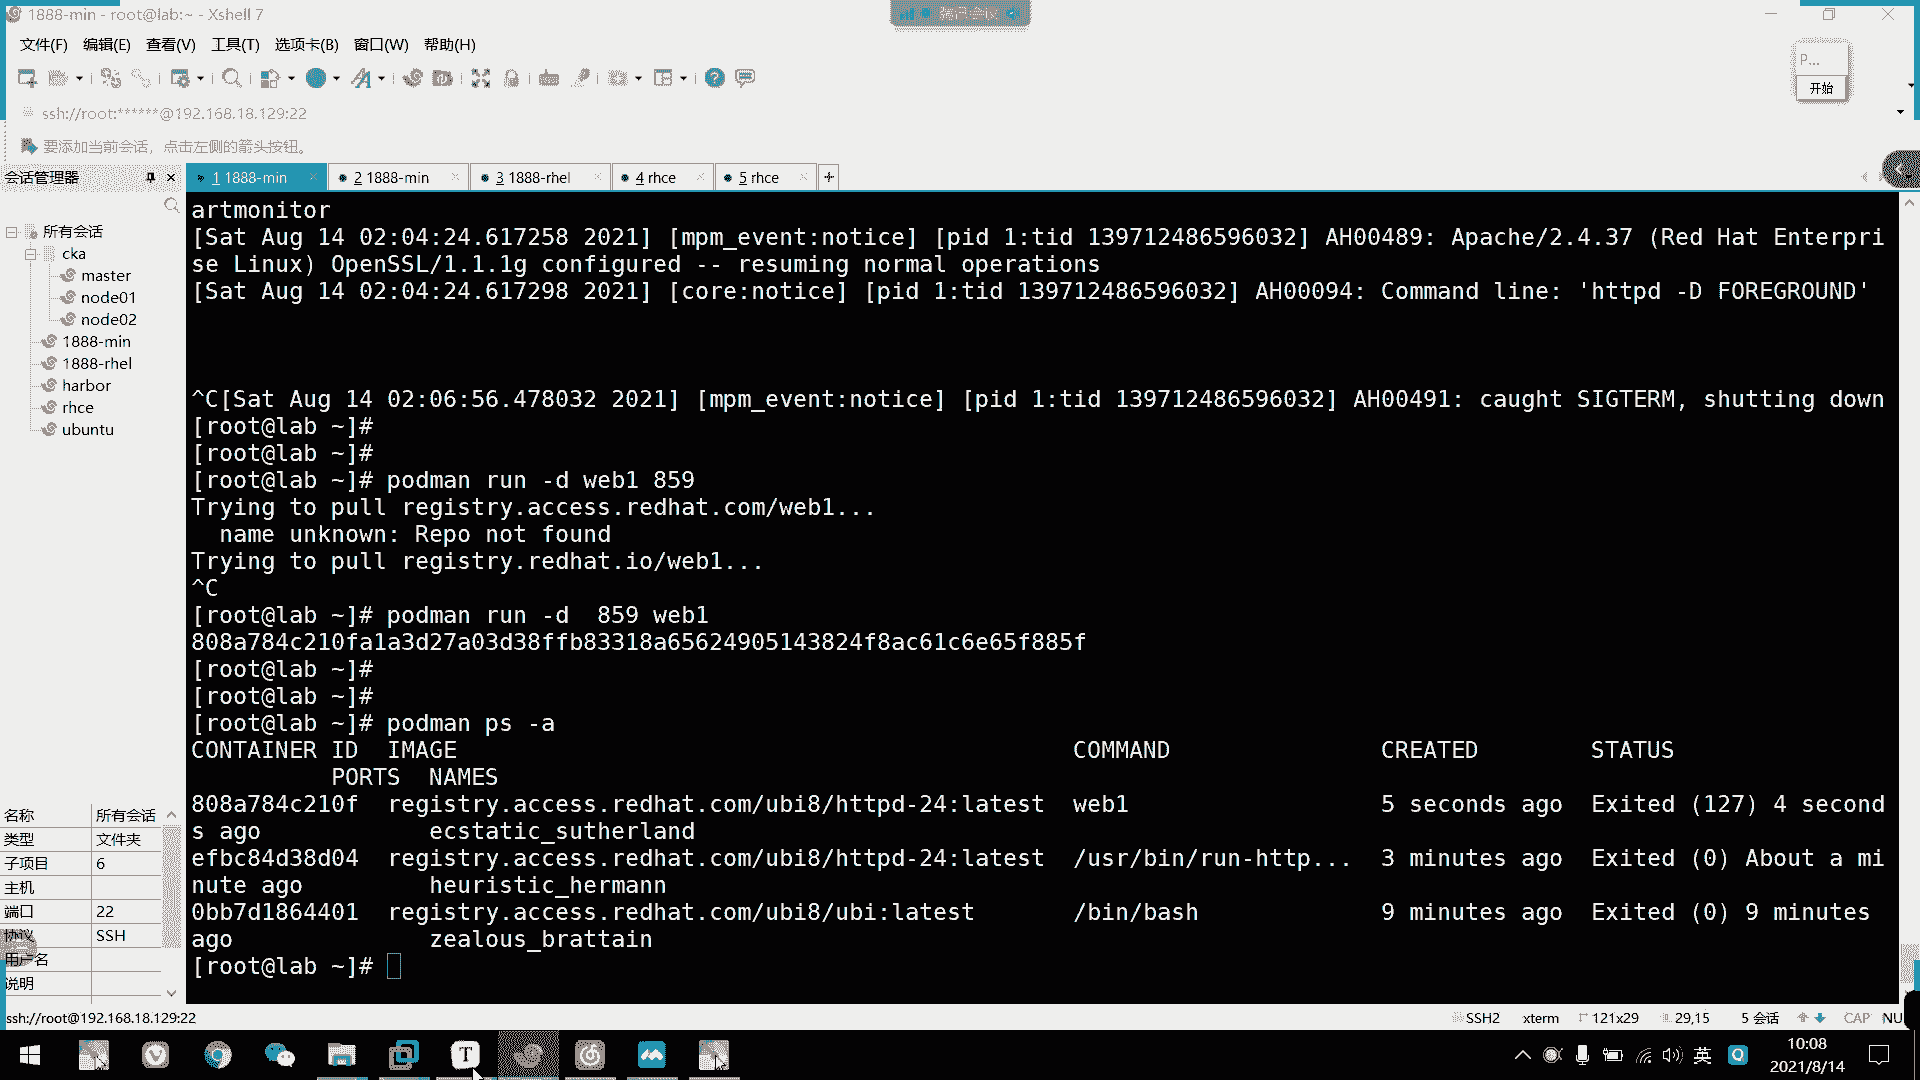 1888-min - root@lab:~ - Xshell 7
文件(F) 编辑(E) 查看(V) 工具(T) 选项卡(B) 窗口(W) 帮助(H)
P...
开始
ssh://root:******@192.168.18.129:22
要添加当前会话，点击左侧的箭头按钮。
会话管理器
1 1888-min 2 1888-min 3 1888-rhel 4 rhce 5 rhce
所有会话
cka
master
node01
node02
1888-min
1888-rhel
harbor
rhce
ubuntu
artmonitor
[Sat Aug 14 02:04:24.617258 2021] [mpm_event:notice] [pid 1:tid 139712486596032] AH00489: Apache/2.4.37 (Red Hat Enterpri
se Linux) OpenSSL/1.1.1g configured -- resuming normal operations
[Sat Aug 14 02:04:24.617298 2021] [core:notice] [pid 1:tid 139712486596032] AH00094: Command line: 'httpd -D FOREGROUND'
^C[Sat Aug 14 02:06:56.478032 2021] [mpm_event:notice] [pid 1:tid 139712486596032] AH00491: caught SIGTERM, shutting down
[root@lab ~]#
[root@lab ~]#
[root@lab ~]# podman run -d web1 859
Trying to pull registry.access.redhat.com/web1...
name unknown: Repo not found
Trying to pull registry.redhat.io/web1...
^C
[root@lab ~]# podman run -d  859 web1
808a784c210fa1a3d27a03d38ffb83318a65624905143824f8ac61c6e65f885f
[root@lab ~]#
[root@lab ~]#
[root@lab ~]# podman ps -a
CONTAINER ID IMAGE COMMAND CREATED STATUS
PORTS NAMES
808a784c210f registry.access.redhat.com/ubi8/httpd-24:latest web1 5 seconds ago Exited (127) 4 second
s ago ecstatic_sutherland
efbc84d38d04 registry.access.redhat.com/ubi8/httpd-24:latest /usr/bin/run-http... 3 minutes ago Exited (0) About a mi
nute ago heuristic_hermann
0bb7d1864401 registry.access.redhat.com/ubi8/ubi:latest /bin/bash 9 minutes ago Exited (0) 9 minutes
ago zealous_brattain
[root@lab ~]#
名称 所有会话
类型 文件夹
子项目 6
主机
端口 22
协议 SSH
用户名
说明
ssh://root@192.168.18.129:22 SSH2 xterm 121x29 29,15 5 会话 CAP NU
英
10:08
2021/8/14